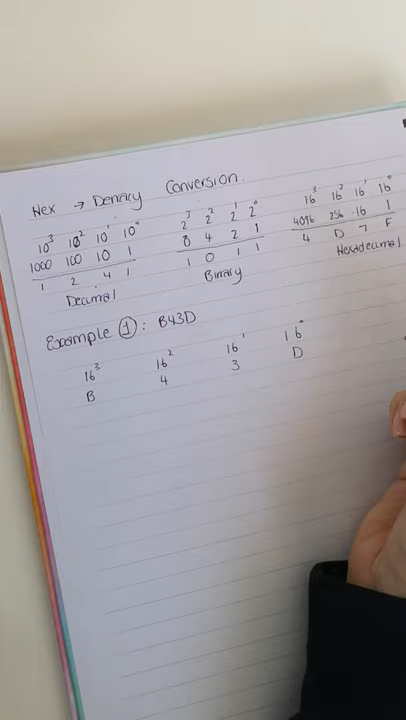 Hex → Denary Conversion.
10³ 10² 10¹ 10⁰
1000 100 10 1
1 2 4 1
Decimal
2³ 2² 2¹ 2⁰
8 4 2 1
1 0 1 1
Binary
16³ 16² 16¹ 16⁰
4096 256 16 1
4 D 7 F
Hexadecimal
Example ①: B43D
16³ 16² 16¹ 16⁰
B 4 3 D